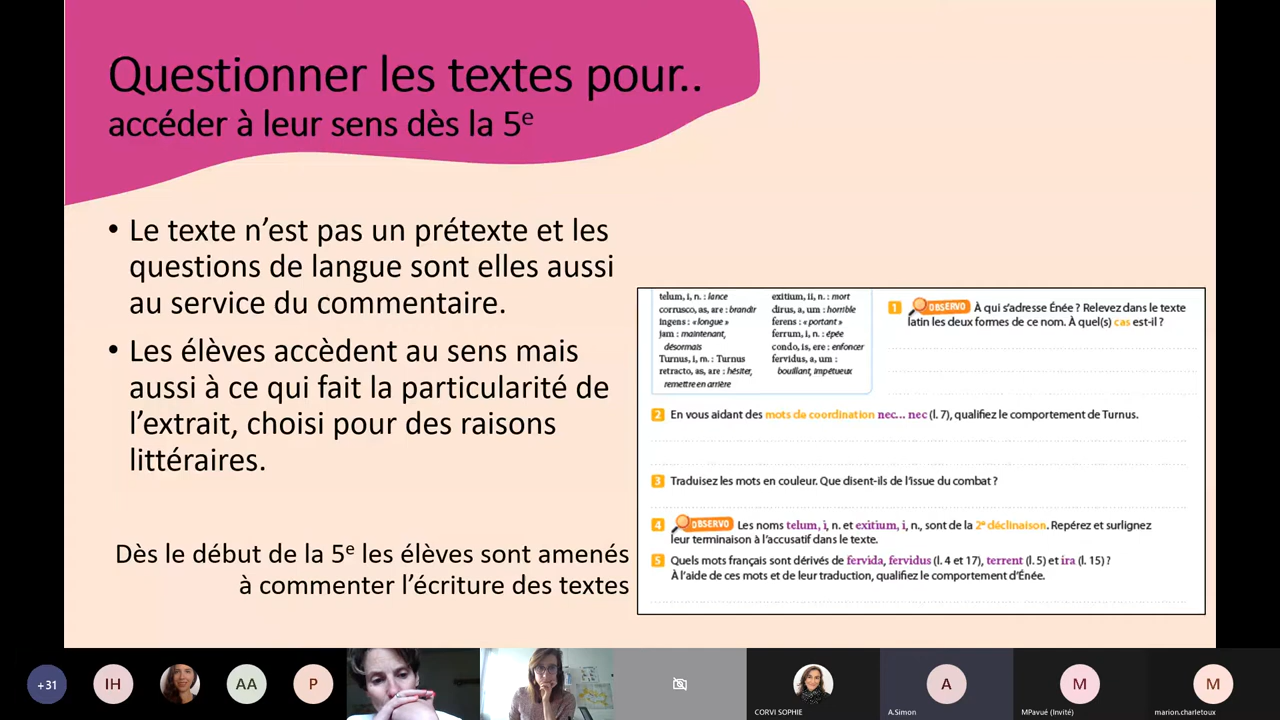 Questionner les textes pour..
accéder à leur sens dès la 5e
• Le texte n’est pas un prétexte et les
questions de langue sont elles aussi
au service du commentaire.
• Les élèves accèdent au sens mais
aussi à ce qui fait la particularité de
l’extrait, choisi pour des raisons
littéraires.
Dès le début de la 5e les élèves sont amenés
à commenter l’écriture des textes
telum, i, n. : lance
corrusco, as, are : brandir
ingens : « longue »
jam : maintenant,
désormais
Turnus, i, m. : Turnus
retracto, as, are : hésiter,
remettre en arrière
exitium, ii, n. : mort
dirus, a, um : horrible
ferens : « portant »
ferrum, i, n. : épée
condo, is, ere : enfoncer
fervidus, a, um :
bouillant, impétueux
1 OBSERVO À qui s’adresse Énée ? Relevez dans le texte
latin les deux formes de ce nom. À quel(s) cas est-il ?
2 En vous aidant des mots de coordination nec... nec (l. 7), qualifiez le comportement de Turnus.
3 Traduisez les mots en couleur. Que disent-ils de l’issue du combat ?
4 OBSERVO Les noms telum, i, n. et exitium, i, n., sont de la 2e déclinaison. Repérez et surlignez
leur terminaison à l’accusatif dans le texte.
5 Quels mots français sont dérivés de fervida, fervidus (l. 4 et 17), terrent (l. 5) et ira (l. 15) ?
À l’aide de ces mots et de leur traduction, qualifiez le comportement d’Énée.
+31
IH
AA
P
CORVI SOPHIE
A
A.Simon
M
MPavué (Invité)
M
marion.charletoux